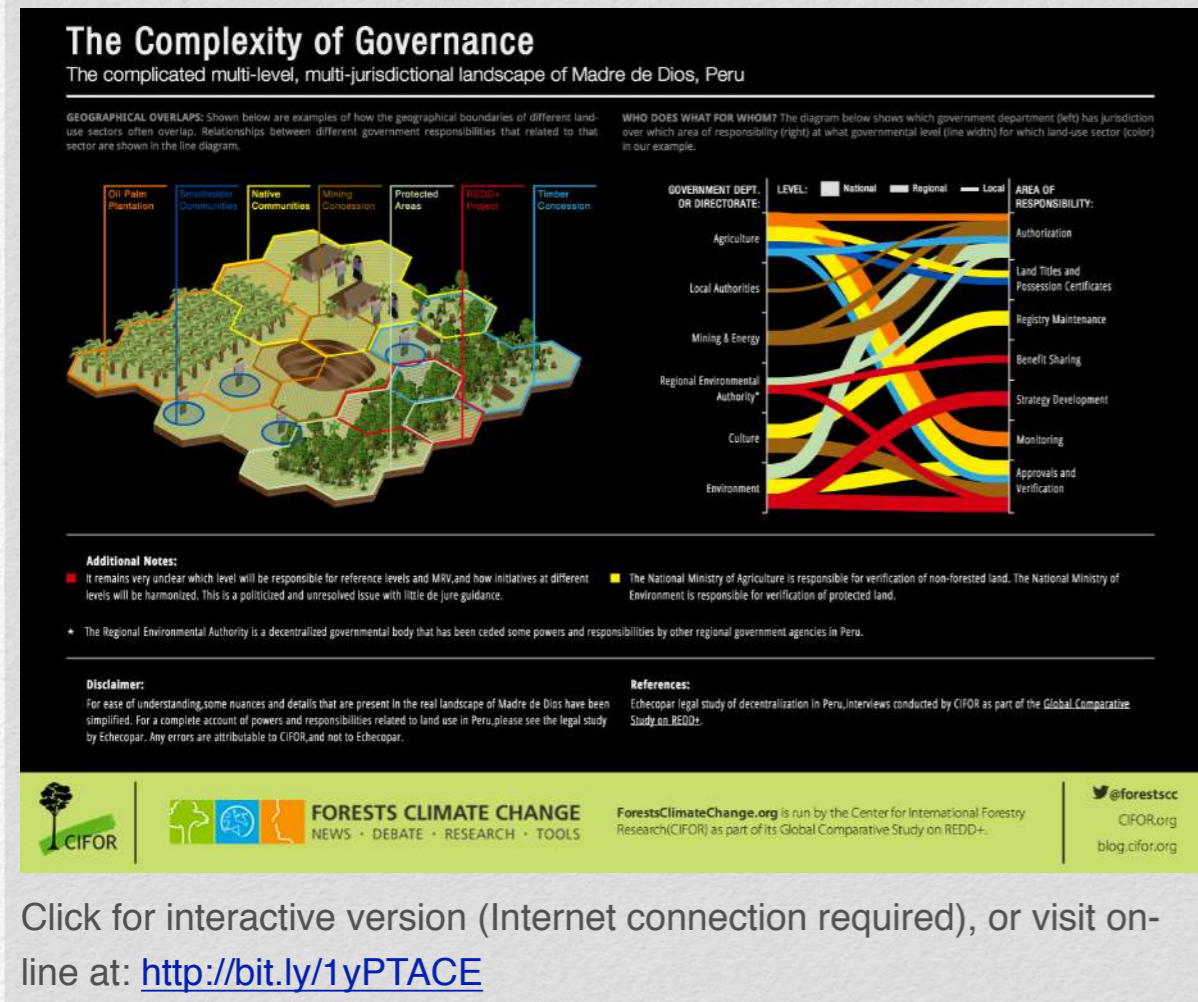 The Complexity of Governance
The complicated multi-level, multi-jurisdictional landscape of Madre de Dios, Peru
GEOGRAPHICAL OVERLAPS: Shown below are examples of how the geographical boundaries of different land-
use sectors often overlap. Relationships between different government responsibilities that related to that
sector are shown in the line diagram.
WHO DOES WHAT FOR WHOM? The diagram below shows which government department (left) has jurisdiction
over which area of responsibility (right) at what governmental level (line width) for which land-use sector (color)
in our example.
Oil Palm
Plantation
Smallholder
Communities
Native
Communities
Mining
Concession
Protected
Areas
REDD+
Project
Timber
Concession
GOVERNMENT DEPT.
OR DIRECTORATE:
LEVEL: National Regional Local
AREA OF
RESPONSIBILITY:
Agriculture
Local Authorities
Mining & Energy
Regional Environmental
Authority*
Culture
Environment
Authorization
Land Titles and
Possession Certificates
Registry Maintenance
Benefit Sharing
Strategy Development
Monitoring
Approvals and
Verification
Additional Notes:
It remains very unclear which level will be responsible for reference levels and MRV,and how initiatives at different
levels will be harmonized. This is a politicized and unresolved issue with little de jure guidance.
The National Ministry of Agriculture is responsible for verification of non-forested land. The National Ministry of
Environment is responsible for verification of protected land.
* The Regional Environmental Authority is a decentralized governmental body that has been ceded some powers and responsibilities by other regional government agencies in Peru.
Disclaimer:
For ease of understanding,some nuances and details that are present in the real landscape of Madre de Dios have been
simplified. For a complete account of powers and responsibilities related to land use in Peru,please see the legal study
by Echecopar. Any errors are attributable to CIFOR,and not to Echecopar.
References:
Echecopar legal study of decentralization in Peru,interviews conducted by CIFOR as part of the Global Comparative
Study on REDD+.
CIFOR
FORESTS CLIMATE CHANGE
NEWS · DEBATE · RESEARCH · TOOLS
ForestsClimateChange.org is run by the Center for International Forestry
Research(CIFOR) as part of its Global Comparative Study on REDD+.
@forestscc
CIFOR.org
blog.cifor.org
Click for interactive version (Internet connection required), or visit on-
line at: http://bit.ly/1yPTACE